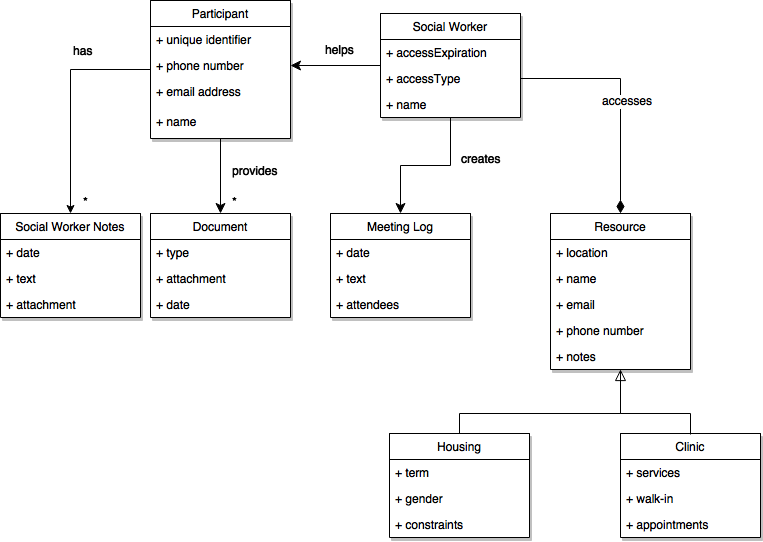 Participant
+ unique identifier
+ phone number
+ email address
+ name
Social Worker
+ accessExpiration
+ accessType
+ name
has
helps
accesses
provides
creates
*
*
Social Worker Notes
+ date
+ text
+ attachment
Document
+ type
+ attachment
+ date
Meeting Log
+ date
+ text
+ attendees
Resource
+ location
+ name
+ email
+ phone number
+ notes
Housing
+ term
+ gender
+ constraints
Clinic
+ services
+ walk-in
+ appointments